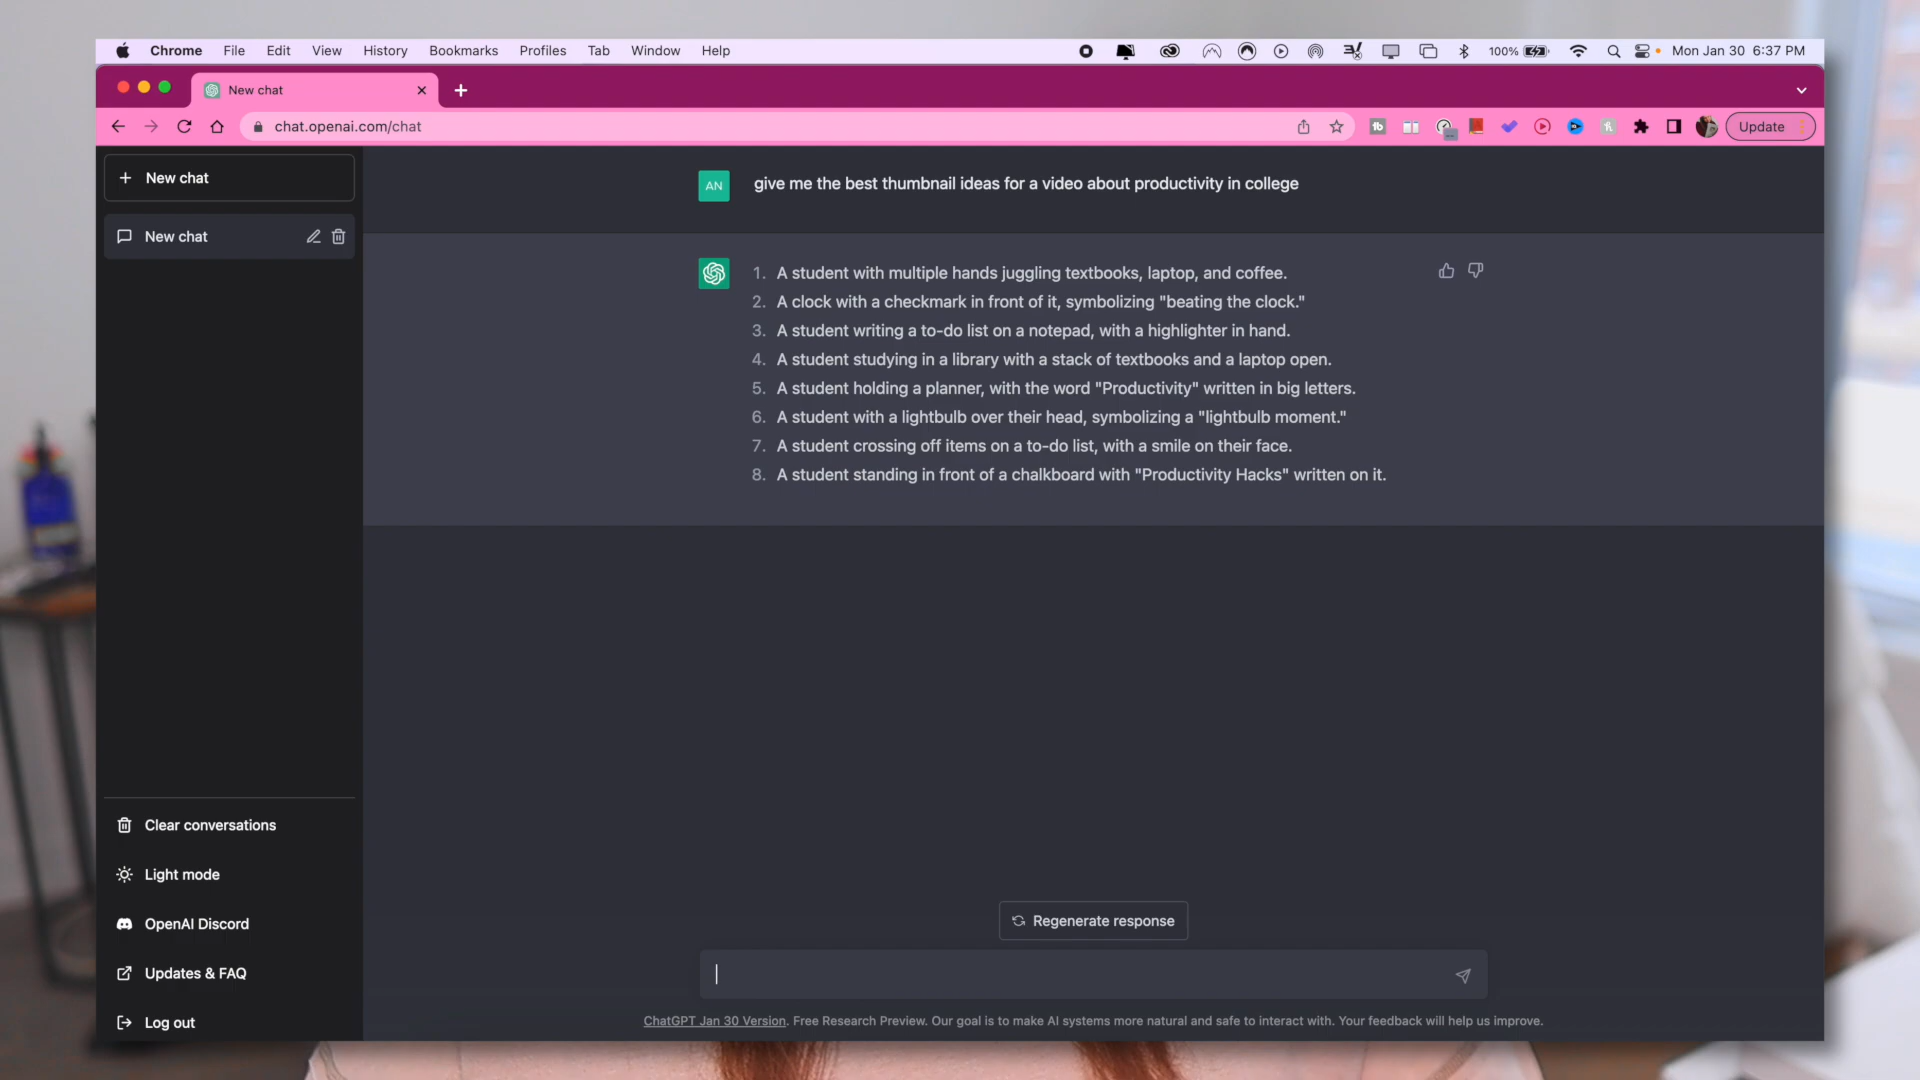 Chrome File Edit View History Bookmarks Profiles Tab Window Help 100% Mon Jan 30 6:37 PM
New chat
chat.openai.com/chat Update
New chat
New chat
AN give me the best thumbnail ideas for a video about productivity in college
1. A student with multiple hands juggling textbooks, laptop, and coffee.
2. A clock with a checkmark in front of it, symbolizing "beating the clock."
3. A student writing a to-do list on a notepad, with a highlighter in hand.
4. A student studying in a library with a stack of textbooks and a laptop open.
5. A student holding a planner, with the word "Productivity" written in big letters.
6. A student with a lightbulb over their head, symbolizing a "lightbulb moment."
7. A student crossing off items on a to-do list, with a smile on their face.
8. A student standing in front of a chalkboard with "Productivity Hacks" written on it.
Clear conversations
Light mode
OpenAI Discord
Updates & FAQ
Log out
Regenerate response
ChatGPT Jan 30 Version. Free Research Preview. Our goal is to make AI systems more natural and safe to interact with. Your feedback will help us improve.